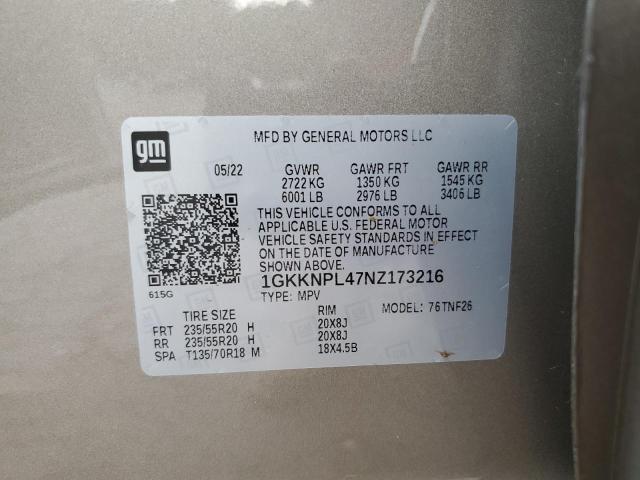 gm
MFD BY GENERAL MOTORS LLC
05/22 GVWR GAWR FRT GAWR RR
2722 KG 1350 KG 1545 KG
6001 LB 2976 LB 3406 LB
THIS VEHICLE CONFORMS TO ALL
APPLICABLE U.S. FEDERAL MOTOR
VEHICLE SAFETY STANDARDS IN EFFECT
ON THE DATE OF MANUFACTURE
SHOWN ABOVE.
615G
1GKKNPL47NZ173216
TYPE: MPV MODEL: 76TNF26
TIRE SIZE RIM
FRT 235/55R20 H 20X8J
RR 235/55R20 H 20X8J
SPA T135/70R18 M 18X4.5B